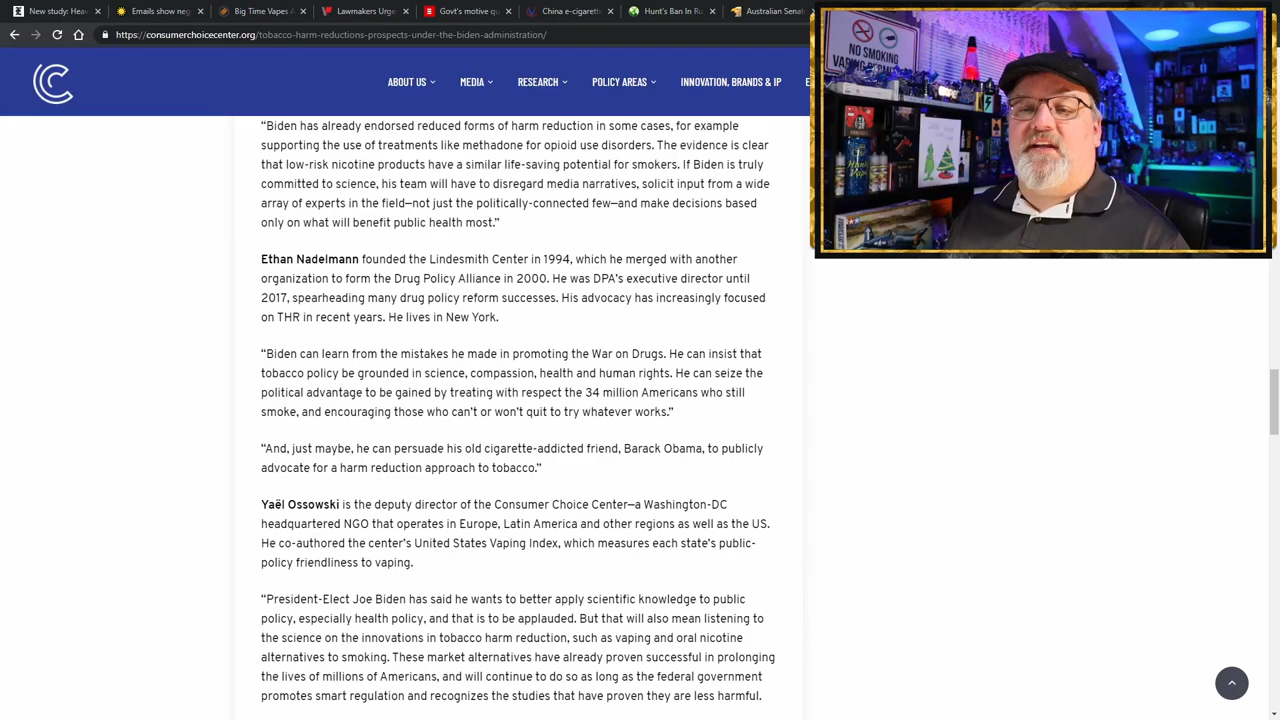 New study: Heav
Emails show ne
Big Time Vapes
Lawmakers Urge
Govt's motive q
China e-cigarette
Hunt's Ban In Ru
Australian Senat
https://consumerchoicecenter.org/tobacco-harm-reductions-prospects-under-the-biden-administration/
ABOUT US MEDIA RESEARCH POLICY AREAS INNOVATION, BRANDS & IP E
NO SMOKING
VAPING PERMIT
“Biden has already endorsed reduced forms of harm reduction in some cases, for example
supporting the use of treatments like methadone for opioid use disorders. The evidence is clear
that low-risk nicotine products have a similar life-saving potential for smokers. If Biden is truly
committed to science, his team will have to disregard media narratives, solicit input from a wide
array of experts in the field—not just the politically-connected few—and make decisions based
only on what will benefit public health most.”
Ethan Nadelmann founded the Lindesmith Center in 1994, which he merged with another
organization to form the Drug Policy Alliance in 2000. He was DPA’s executive director until
2017, spearheading many drug policy reform successes. His advocacy has increasingly focused
on THR in recent years. He lives in New York.
“Biden can learn from the mistakes he made in promoting the War on Drugs. He can insist that
tobacco policy be grounded in science, compassion, health and human rights. He can seize the
political advantage to be gained by treating with respect the 34 million Americans who still
smoke, and encouraging those who can’t or won’t quit to try whatever works.”
“And, just maybe, he can persuade his old cigarette-addicted friend, Barack Obama, to publicly
advocate for a harm reduction approach to tobacco.”
Yaël Ossowski is the deputy director of the Consumer Choice Center—a Washington-DC
headquartered NGO that operates in Europe, Latin America and other regions as well as the US.
He co-authored the center’s United States Vaping Index, which measures each state’s public-
policy friendliness to vaping.
“President-Elect Joe Biden has said he wants to better apply scientific knowledge to public
policy, especially health policy, and that is to be applauded. But that will also mean listening to
the science on the innovations in tobacco harm reduction, such as vaping and oral nicotine
alternatives to smoking. These market alternatives have already proven successful in prolonging
the lives of millions of Americans, and will continue to do so as long as the federal government
promotes smart regulation and recognizes the studies that have proven they are less harmful.